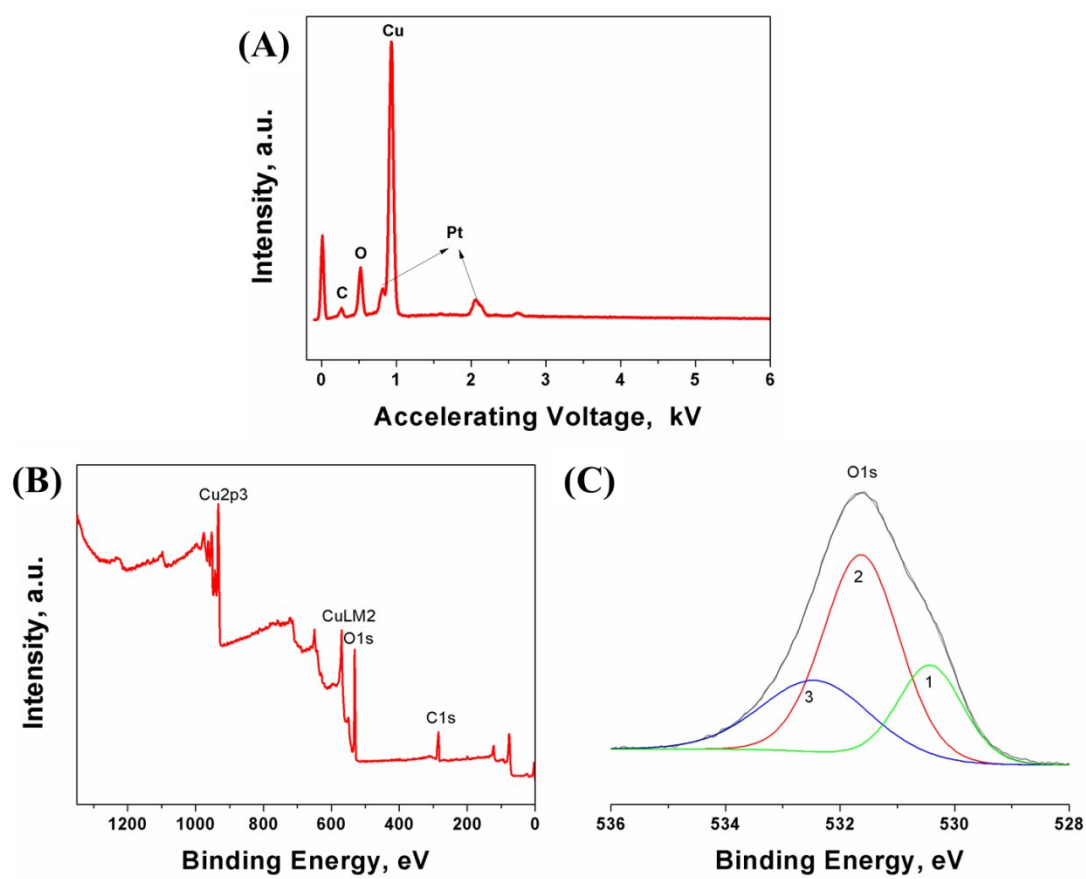 (A)
Cu
Pt
O
C
Intensity, a.u.
0 1 2 3 4 5 6
Accelerating Voltage, kV
(B)
Cu2p3
CuLM2
O1s
C1s
Intensity, a.u.
1200 1000 800 600 400 200 0
Binding Energy, eV
(C)
O1s
2
1
3
536 534 532 530 528
Binding Energy, eV